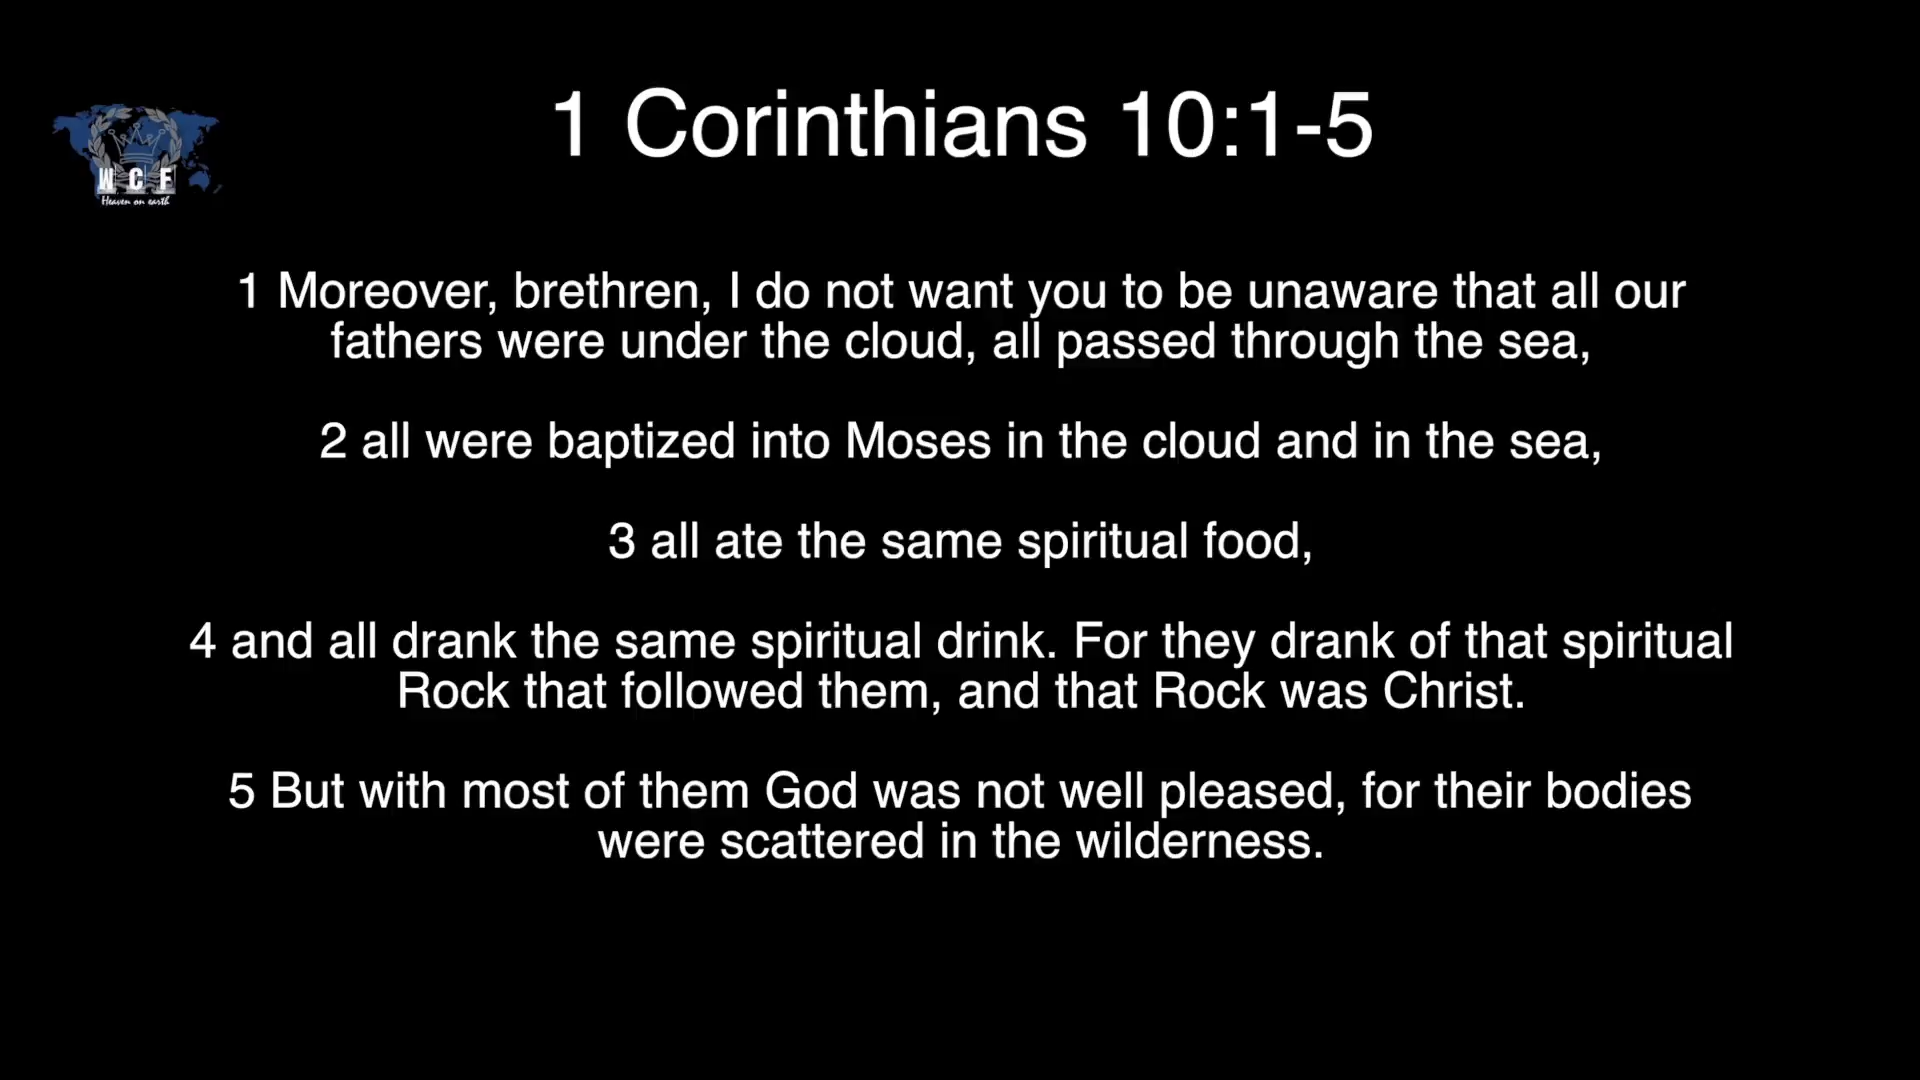 1 Corinthians 10:1-5
W C F
Heaven on earth
1 Moreover, brethren, I do not want you to be unaware that all our
fathers were under the cloud, all passed through the sea,
2 all were baptized into Moses in the cloud and in the sea,
3 all ate the same spiritual food,
4 and all drank the same spiritual drink. For they drank of that spiritual
Rock that followed them, and that Rock was Christ.
5 But with most of them God was not well pleased, for their bodies
were scattered in the wilderness.